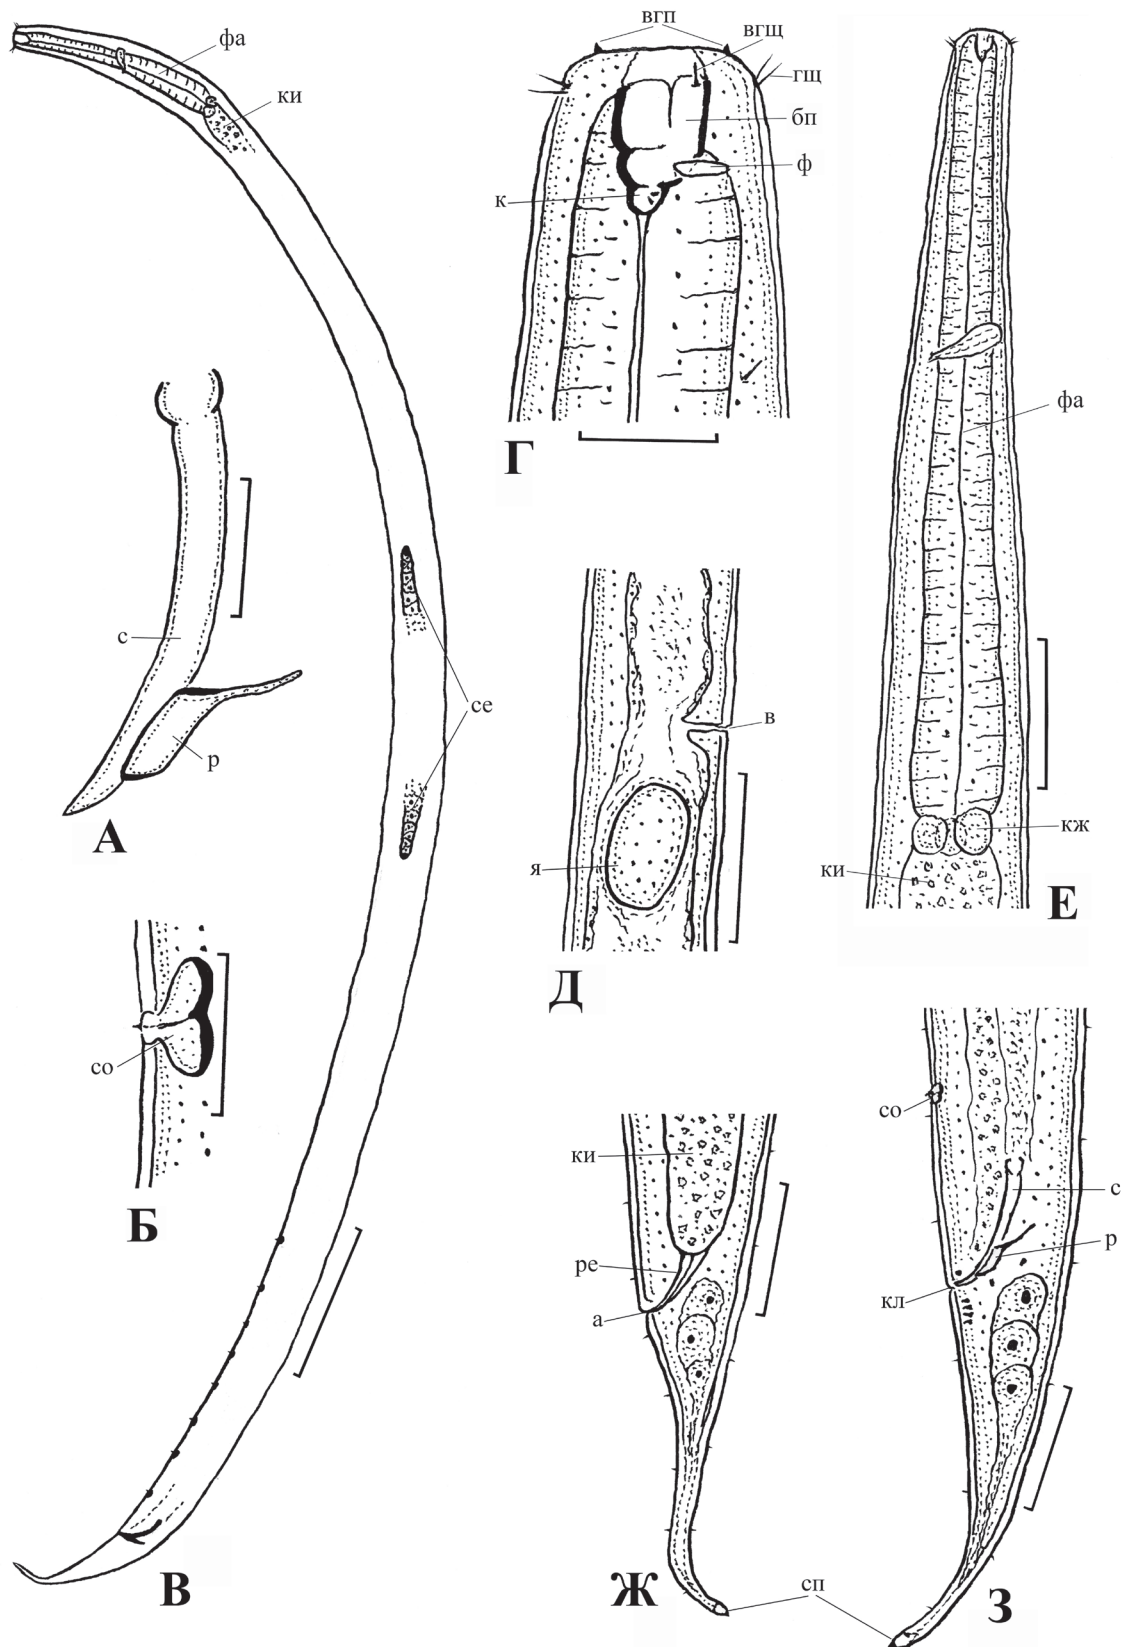 вгп
вгщ
гщ
бп
ф
к
Г
фа
ки
с
р
А
се
со
Б
В
в
я
Д
фа
кж
ки
Е
ки
ре
а
Ж
сп
со
с
р
кл
З